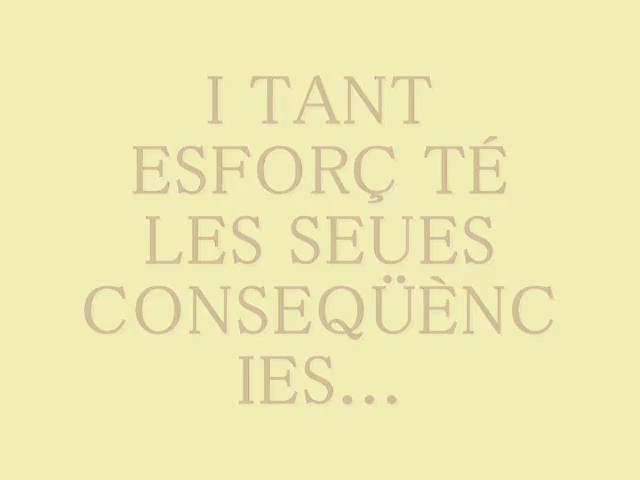 I TANT
ESFORÇ TÉ
LES SEUES
CONSEQÜÈNC
IES...